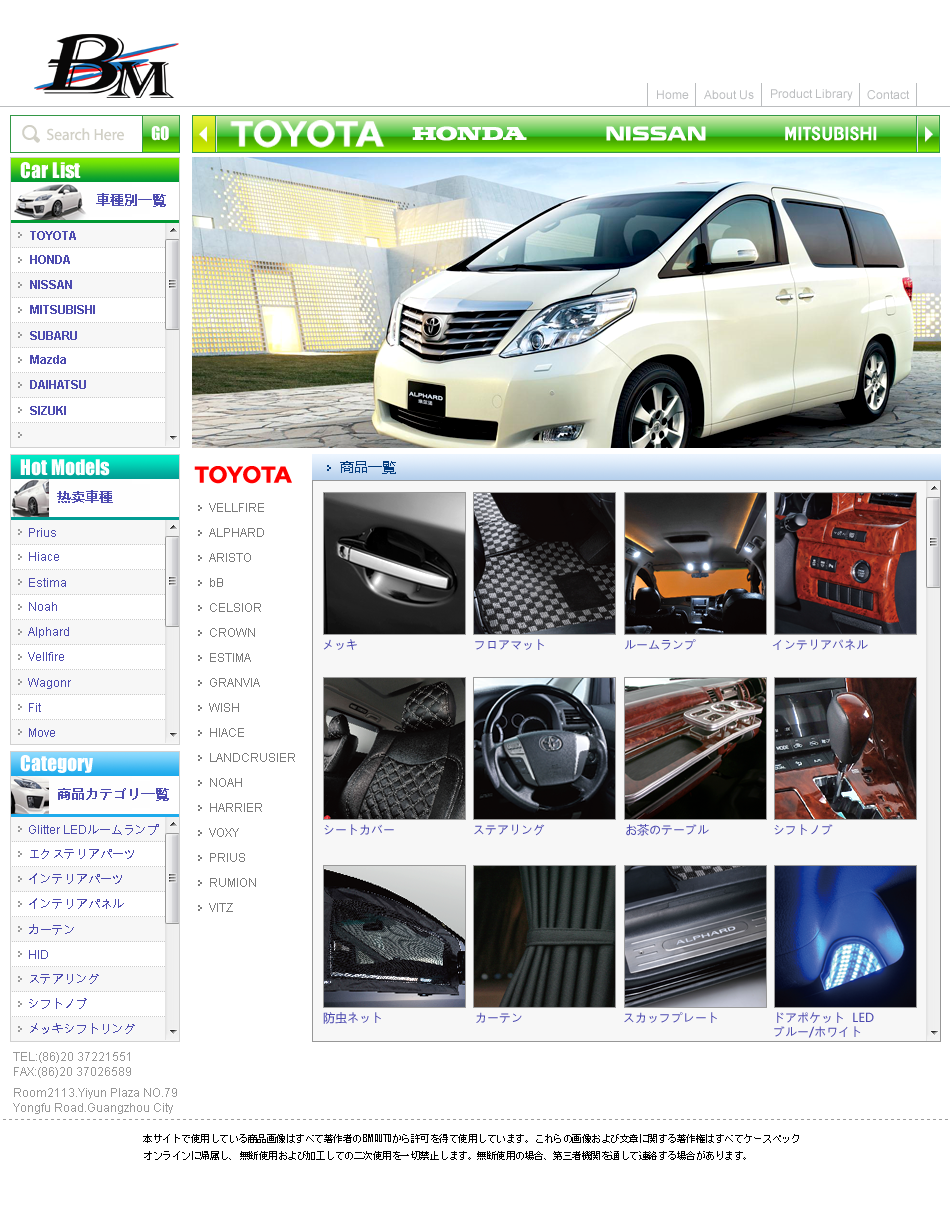 BM
Home
About Us
Product Library
Contact
Search Here
GO
TOYOTA
HONDA
NISSAN
MITSUBISHI
Car List
車種別一覧
TOYOTA
HONDA
NISSAN
MITSUBISHI
SUBARU
Mazda
DAIHATSU
SIZUKI
ALPHARD
Hot Models
热卖車種
Prius
Hiace
Estima
Noah
Alphard
Vellfire
Wagonr
Fit
Move
Category
商品カテゴリ一覧
Glitter LEDルームランプ
エクステリアパーツ
インテリアパーツ
インテリアパネル
カーテン
HID
ステアリング
シフトノブ
メッキシフトリング
TOYOTA
VELLFIRE
ALPHARD
ARISTO
bB
CELSIOR
CROWN
ESTIMA
GRANVIA
WISH
HIACE
LANDCRUSIER
NOAH
HARRIER
VOXY
PRIUS
RUMION
VITZ
商品一覧
メッキ
フロアマット
ルームランプ
インテリアパネル
MODE
シートカバー
ステアリング
お茶のテーブル
シフトノブ
ALPHARD
防虫ネット
カーテン
スカッフプレート
ドアポケット LED
ブルー/ホワイト
TEL:(86)20 37221551
FAX:(86)20 37026589
Room2113.Yiyun Plaza NO.79
Yongfu Road.Guangzhou City
本サイトで使用している商品画像はすべて著作者のBMAUTOから許可を得て使用しています。これらの画像および文章に関する著作権はすべてケースペック
オンラインに帰属し、無断使用および加工しての二次使用を一切禁止します。無断使用の場合、第三者機関を通して連絡する場合があります。